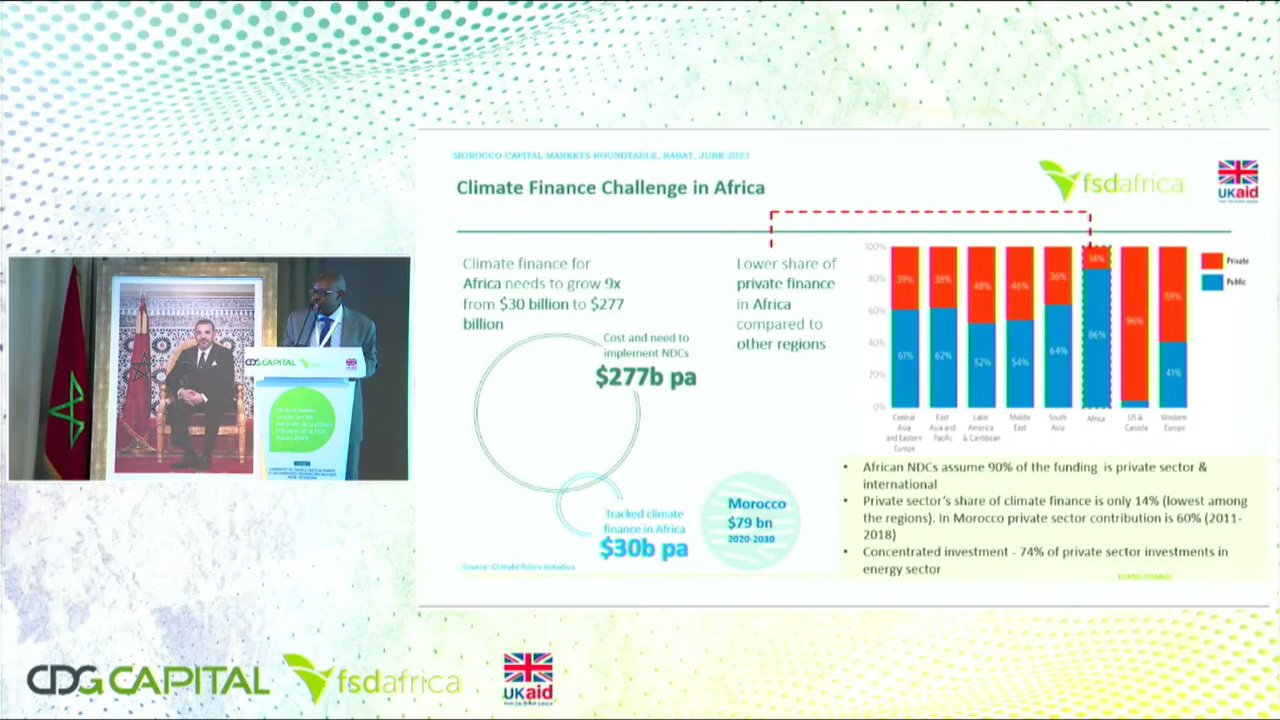 MOROCCO CAPITAL MARKETS ROUNDTABLE, RABAT, JUNE 2023
Climate Finance Challenge in Africa
fsdafrica
UKaid
Climate finance for
Africa needs to grow 9x
from $30 billion to $277
billion
Cost and need to
implement NDCs
$277b pa
Tracked climate
finance in Africa
$30b pa
Morocco
$79 bn
2020-2030
Source: Climate Policy Initiative
Lower share of
private finance
in Africa
compared to
other regions
100%
80%
60%
40%
20%
0%
39%
38%
48%
46%
36%
14%
96%
59%
61%
62%
52%
54%
64%
86%
41%
Central
Asia
and Eastern
Europe
East
Asia and
Pacific
Latin
America
& Caribbean
Middle
East
South
Asia
Africa
US &
Canada
Western
Europe
Private
Public
• African NDCs assume 90% of the funding is private sector &
international
• Private sector's share of climate finance is only 14% (lowest among
the regions). In Morocco private sector contribution is 60% (2011-
2018)
• Concentrated investment - 74% of private sector investments in
energy sector
CDG CAPITAL
CDG CAPITAL
fsdafrica
UKaid